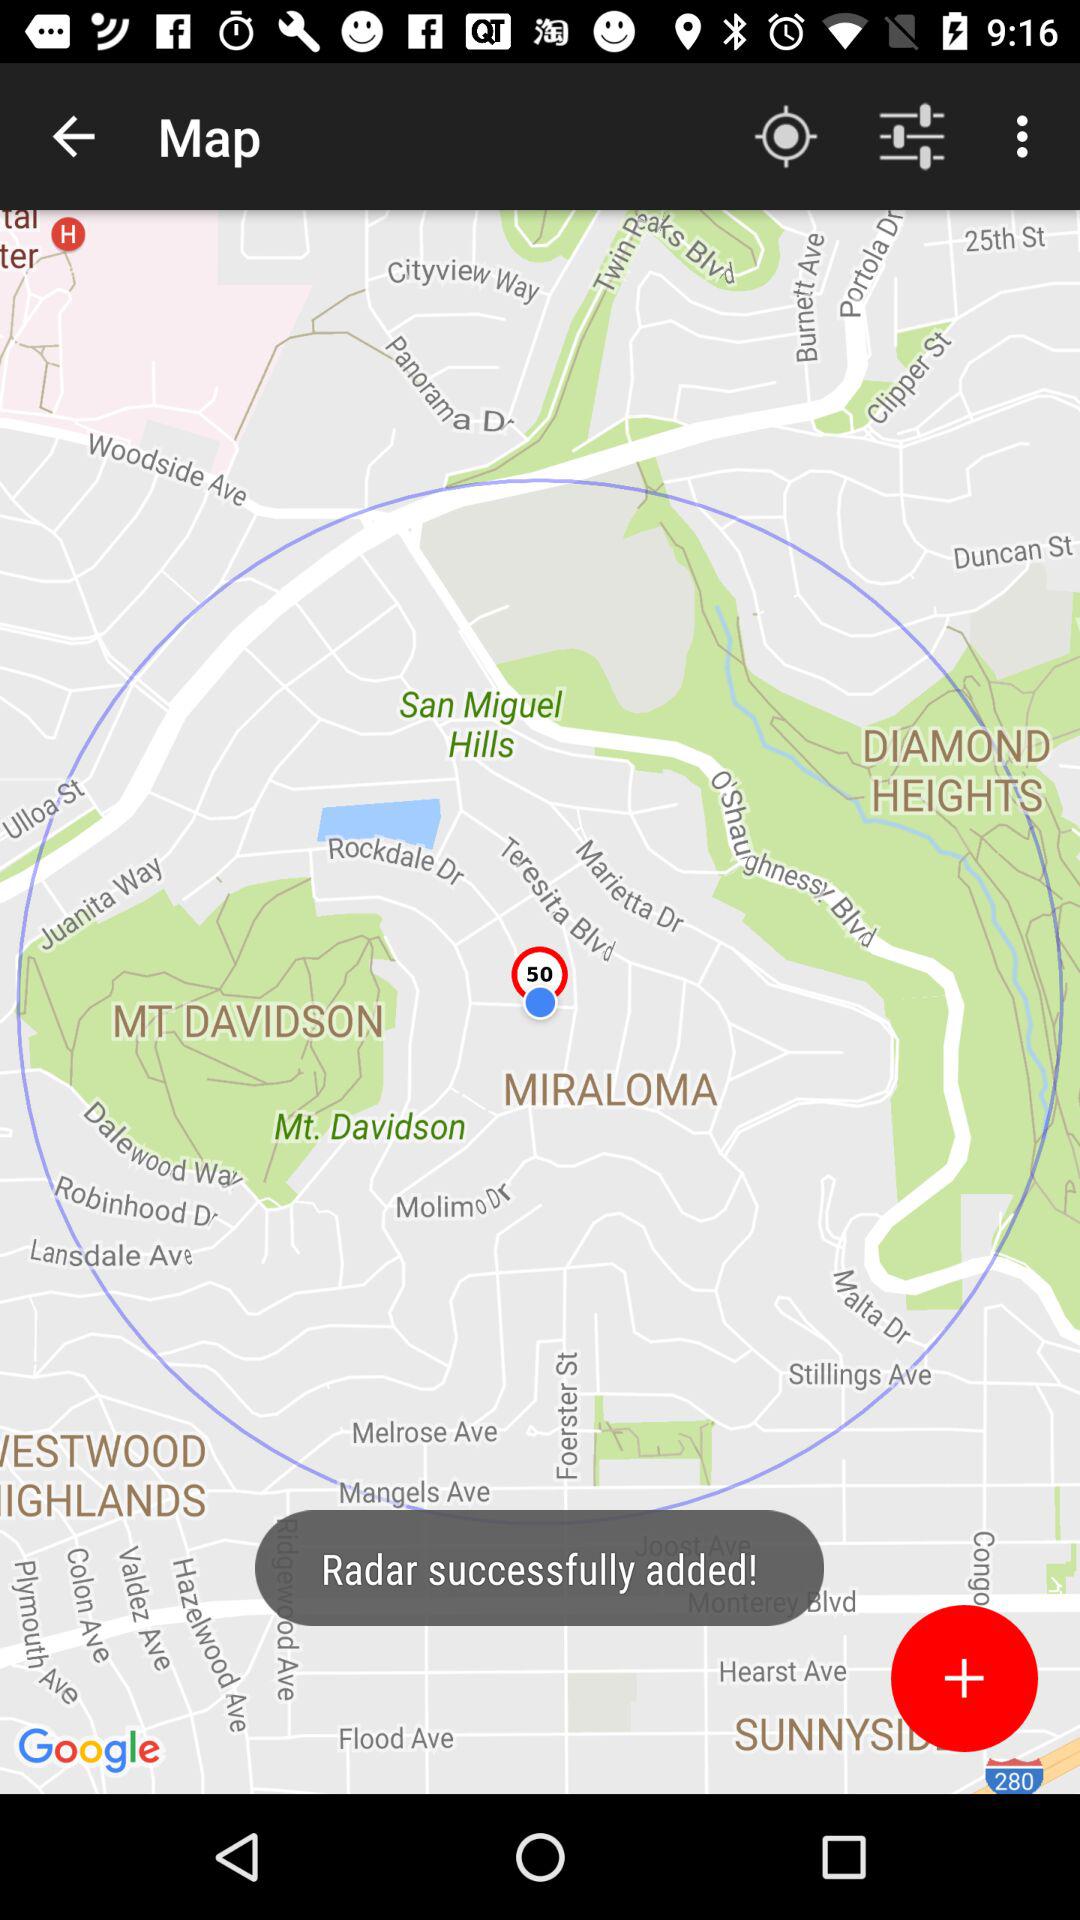 QT 淘 9:16
Map
tal
ter
H
25th St
Cityview Way
Twin Peaks Blvd
Burnett Ave
Portola Dr
Panorama Dr
Clipper St
Woodside Ave
Duncan St
San Miguel
Hills
DIAMOND
HEIGHTS
Ulloa St
O'Shaughnessy Blvd
Rockdale Dr
Teresita Blvd
Marietta Dr
Juanita Way
50
MT DAVIDSON
MIRALOMA
Mt. Davidson
Dalewood Way
Robinhood Dr
Molimo Dr
Lansdale Ave
Malta Dr
Stillings Ave
Foerster St
Melrose Ave
WESTWOOD
HIGHLANDS
Mangels Ave
Ridgewood Ave
Joost Ave
Congo
Radar successfully added!
Plymouth Ave
Colon Ave
Valdez Ave
Hazelwood Ave
Monterey Blvd
Hearst Ave
Google
Flood Ave
SUNNYSID
280